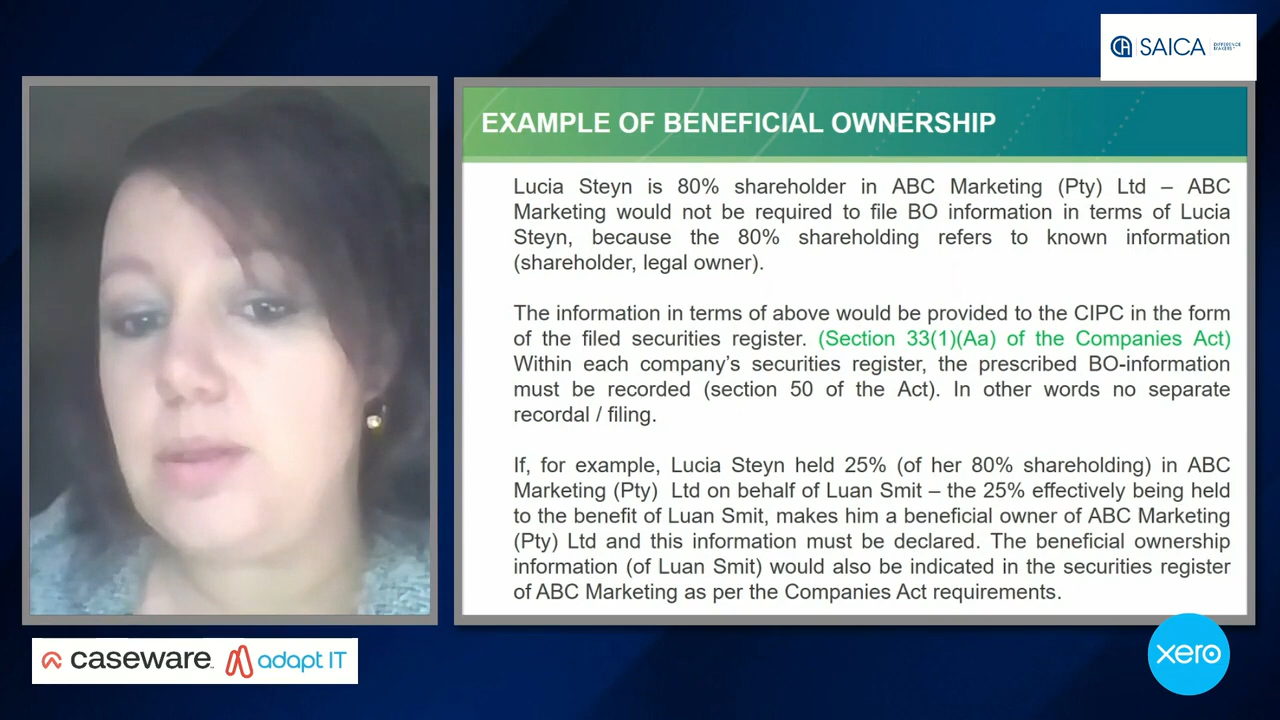 SAICA
DIFFERENCE
MAKERS
EXAMPLE OF BENEFICIAL OWNERSHIP
Lucia Steyn is 80% shareholder in ABC Marketing (Pty) Ltd – ABC
Marketing would not be required to file BO information in terms of Lucia
Steyn, because the 80% shareholding refers to known information
(shareholder, legal owner).
The information in terms of above would be provided to the CIPC in the form
of the filed securities register. (Section 33(1)(Aa) of the Companies Act)
Within each company’s securities register, the prescribed BO-information
must be recorded (section 50 of the Act). In other words no separate
recordal / filing.
If, for example, Lucia Steyn held 25% (of her 80% shareholding) in ABC
Marketing (Pty) Ltd on behalf of Luan Smit – the 25% effectively being held
to the benefit of Luan Smit, makes him a beneficial owner of ABC Marketing
(Pty) Ltd and this information must be declared. The beneficial ownership
information (of Luan Smit) would also be indicated in the securities register
of ABC Marketing as per the Companies Act requirements.
caseware
adapt IT
xero